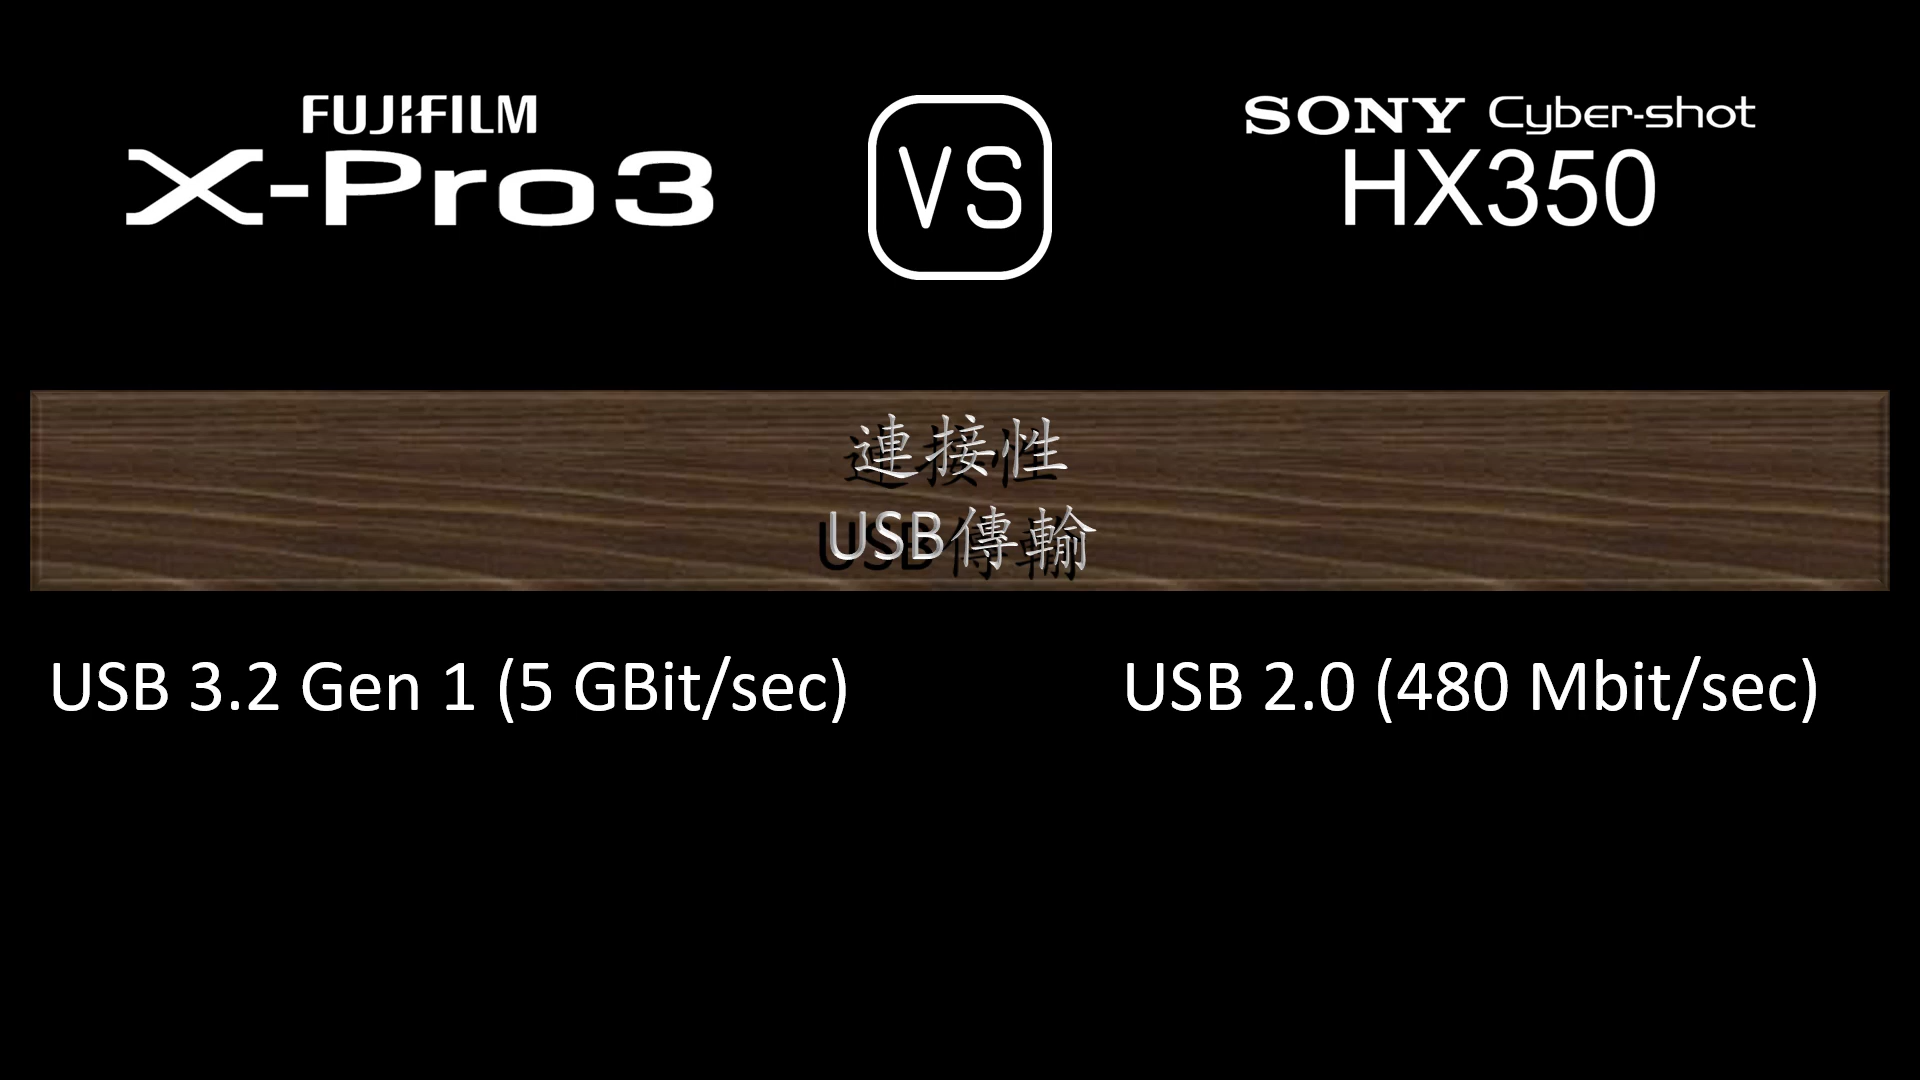 FUJIFILM
X-Pro3
VS
SONY Cyber-shot
HX350
連接性
USB傳輸
USB 3.2 Gen 1 (5 GBit/sec)
USB 2.0 (480 Mbit/sec)